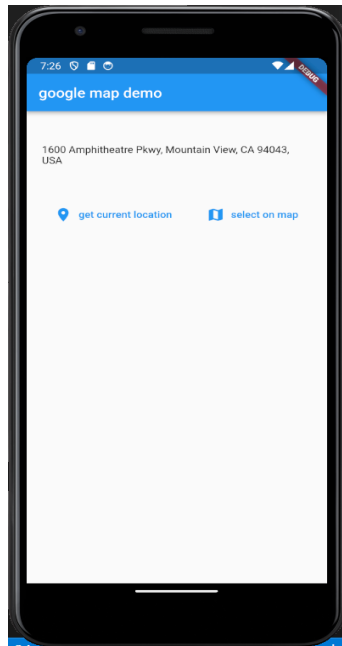 7:26
DEBUG
google map demo
1600 Amphitheatre Pkwy, Mountain View, CA 94043,
USA
get current location
select on map